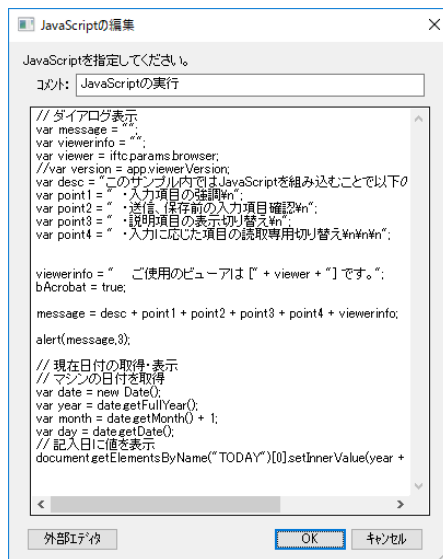 JavaScriptの編集
JavaScriptを指定してください。
コメント: JavaScriptの実行
// ダイアログ表示
var message = "";
var viewerinfo = "";
var viewer = iftc.params.browser;
//var version = app.viewerVersion;
var desc = "このサンプル内ではJavaScriptを組み込むことで以下の
var point1 = " ・入力項目の強調¥n";
var point2 = " ・送信、保存前の入力項目確認¥n";
var point3 = " ・説明項目の表示切り替え¥n";
var point4 = " ・入力に応じた項目の読取専用切り替え¥n¥n¥n";
viewerinfo = "　　ご使用のビューアは [" + viewer + "] です。";
bAcrobat = true;
message = desc + point1 + point2 + point3 + point4 + viewerinfo;
alert(message,3);
// 現在日付の取得・表示
// マシンの日付を取得
var date = new Date();
var year = date.getFullYear();
var month = date.getMonth() + 1;
var day = date.getDate();
// 記入日に値を表示
document.getElementsByName("TODAY")[0].setInnerValue(year +
外部エディタ OK キャンセル